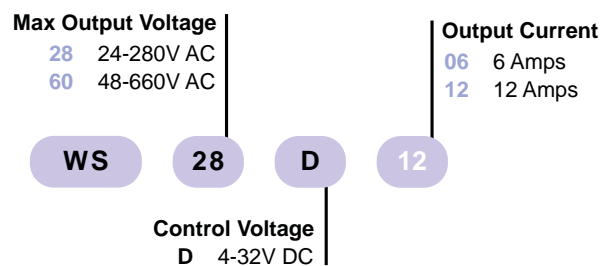 Max Output Voltage
28 24-280V AC
60 48-660V AC
Output Current
06 6 Amps
12 12 Amps
WS 28 D 12
Control Voltage
D 4-32V DC